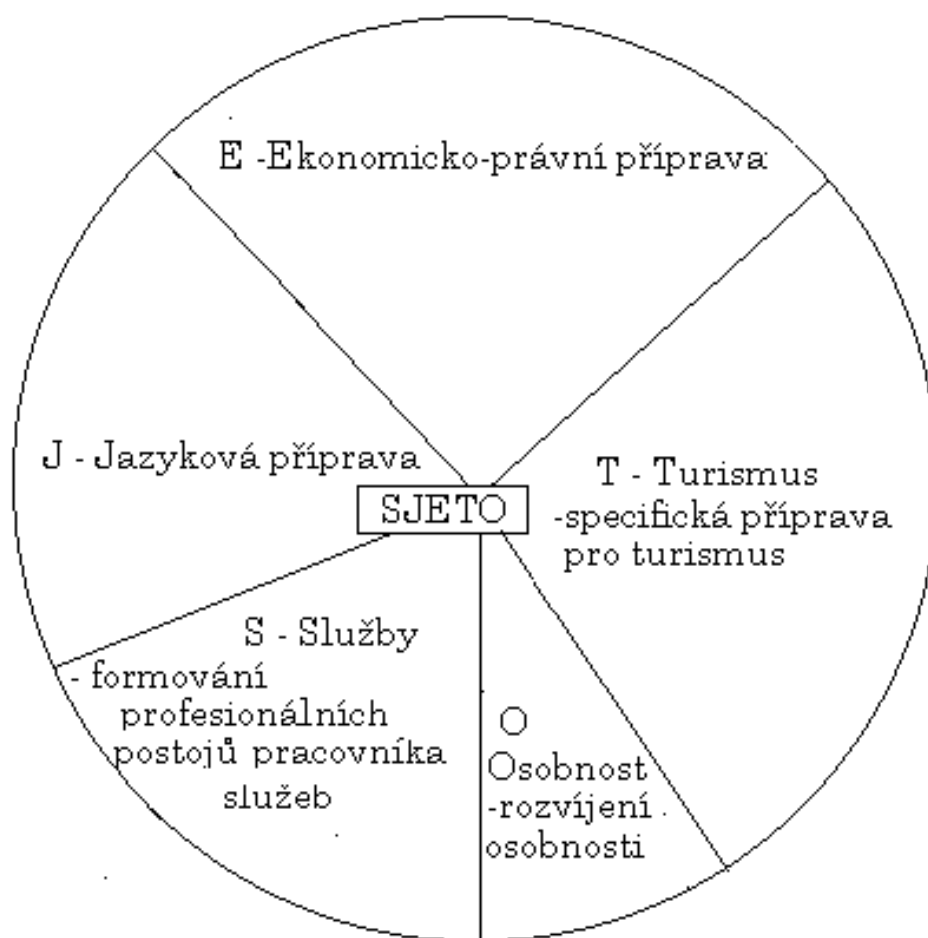 E -Ekonomicko-právní příprava
J - Jazyková příprava
T - Turismus
-specifická příprava
pro turismus
SJETO
S - Služby
- formování
profesionálních
postojů pracovníka
služeb
O
Osobnost
-rozvíjení
osobnosti